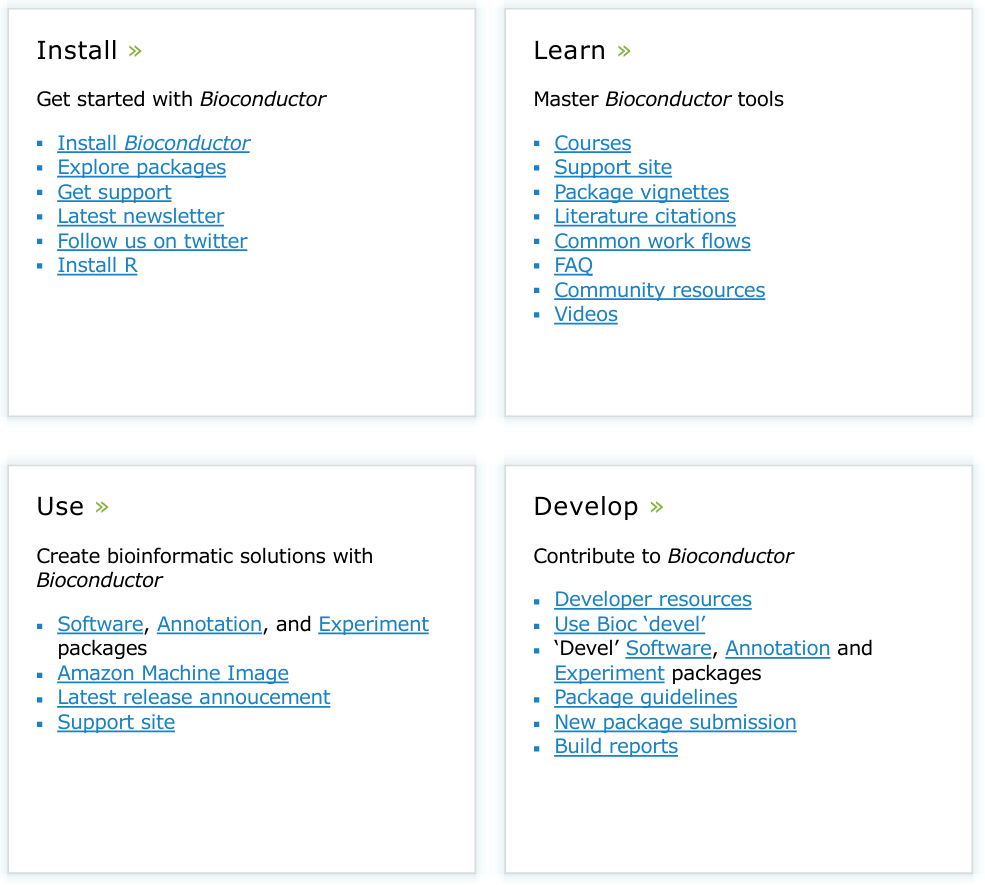 Install »
Get started with Bioconductor
▪ Install Bioconductor
▪ Explore packages
▪ Get support
▪ Latest newsletter
▪ Follow us on twitter
▪ Install R
Learn »
Master Bioconductor tools
▪ Courses
▪ Support site
▪ Package vignettes
▪ Literature citations
▪ Common work flows
▪ FAQ
▪ Community resources
▪ Videos
Use »
Create bioinformatic solutions with
Bioconductor
▪ Software, Annotation, and Experiment
packages
▪ Amazon Machine Image
▪ Latest release annoucement
▪ Support site
Develop »
Contribute to Bioconductor
▪ Developer resources
▪ Use Bioc ‘devel’
▪ ‘Devel’ Software, Annotation and
Experiment packages
▪ Package guidelines
▪ New package submission
▪ Build reports